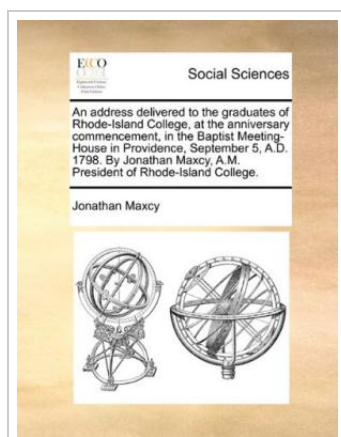 ECCO
Social Sciences
An address delivered to the graduates of
Rhode-Island College, at the anniversary
commencement, in the Baptist Meeting-
House in Providence, September 5, A.D.
1798. By Jonathan Maxcy, A.M.
President of Rhode-Island College.
Jonathan Maxcy